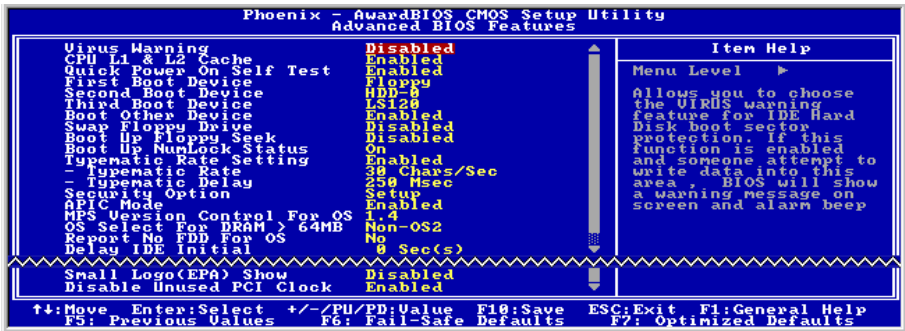 Phoenix - AwardBIOS CMOS Setup Utility
Advanced BIOS Features
Virus Warning Disabled
CPU L1 & L2 Cache Enabled
Quick Power On Self Test Enabled
First Boot Device Floppy
Second Boot Device HDD-0
Third Boot Device LS120
Boot Other Device Enabled
Swap Floppy Drive Disabled
Boot Up Floppy Seek Disabled
Boot Up NumLock Status On
Typematic Rate Setting Enabled
- Typematic Rate 30 Chars/Sec
- Typematic Delay 250 Msec
Security Option Setup
APIC Mode Enabled
MPS Version Control For OS 1.4
OS Select For DRAM > 64MB Non-OS2
Report No FDD For OS No
Delay IDE Initial 0 Sec(s)
Small Logo(EPA) Show Disabled
Disable Unused PCI Clock Enabled
Item Help
Menu Level ►
Allows you to choose
the VIRUS warning
feature for IDE Hard
Disk boot sector
protection. If this
function is enabled
and someone attempt to
write data into this
area , BIOS will show
a warning message on
screen and alarm beep
↑↓:Move Enter:Select +/-/PU/PD:Value F10:Save ESC:Exit F1:General Help
F5: Previous Values F6: Fail-Safe Defaults F7: Optimized Defaults